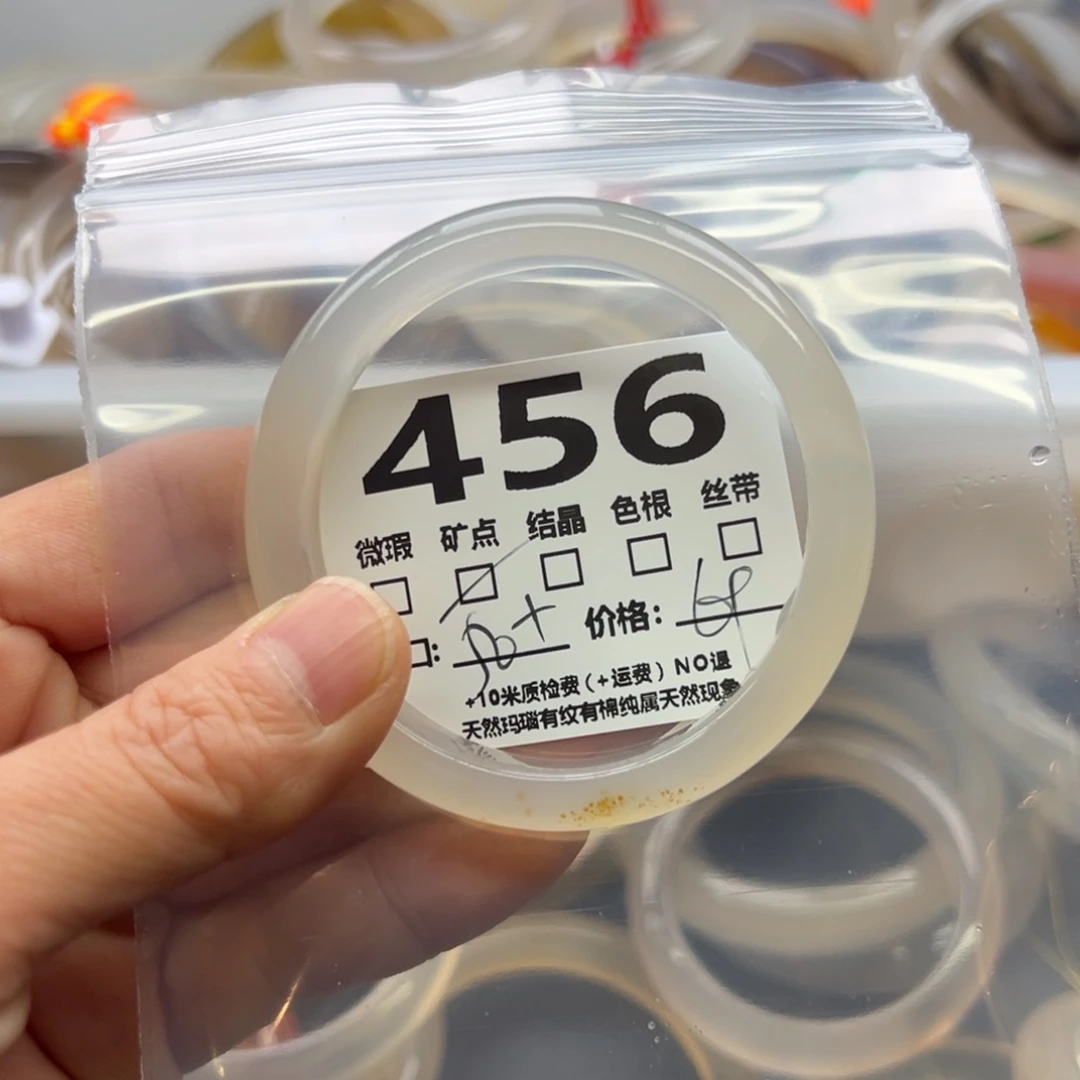 456
微瑕 矿点 结晶 色根 丝带
口: 价格:
+10米质检费(+运费)NO退
天然玛瑙有纹有棉纯属天然现象